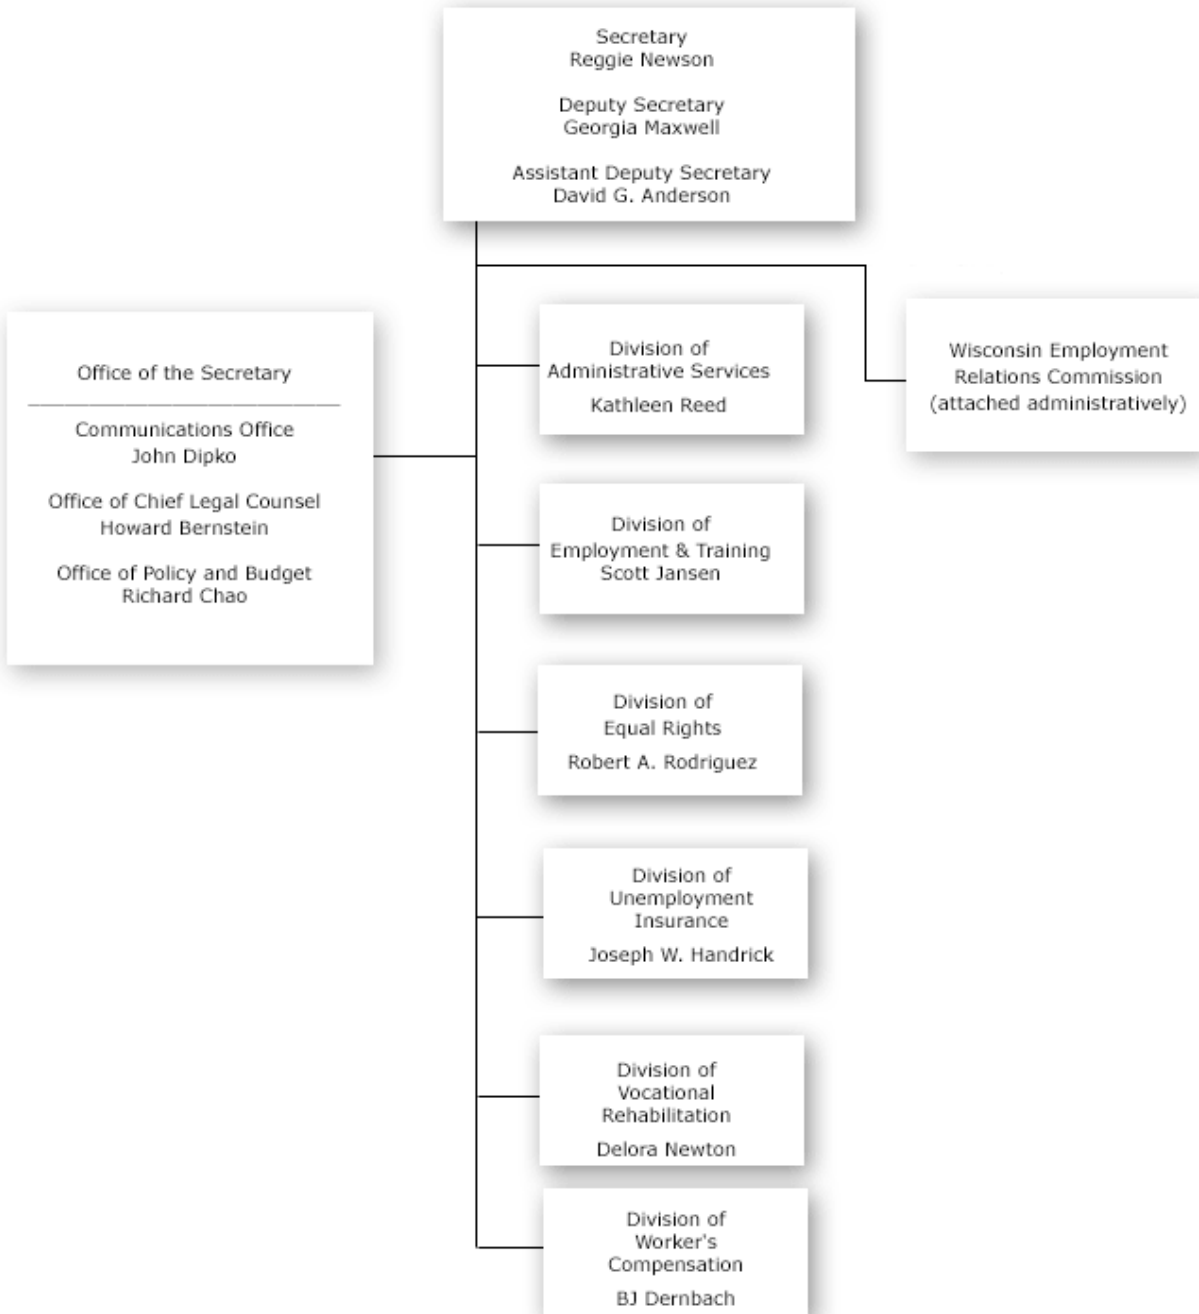 Secretary
Reggie Newson
Deputy Secretary
Georgia Maxwell
Assistant Deputy Secretary
David G. Anderson
Office of the Secretary
Communications Office
John Dipko
Office of Chief Legal Counsel
Howard Bernstein
Office of Policy and Budget
Richard Chao
Division of
Administrative Services
Kathleen Reed
Wisconsin Employment
Relations Commission
(attached administratively)
Division of
Employment & Training
Scott Jansen
Division of
Equal Rights
Robert A. Rodriguez
Division of
Unemployment
Insurance
Joseph W. Handrick
Division of
Vocational
Rehabilitation
Delora Newton
Division of
Worker's
Compensation
BJ Dernbach